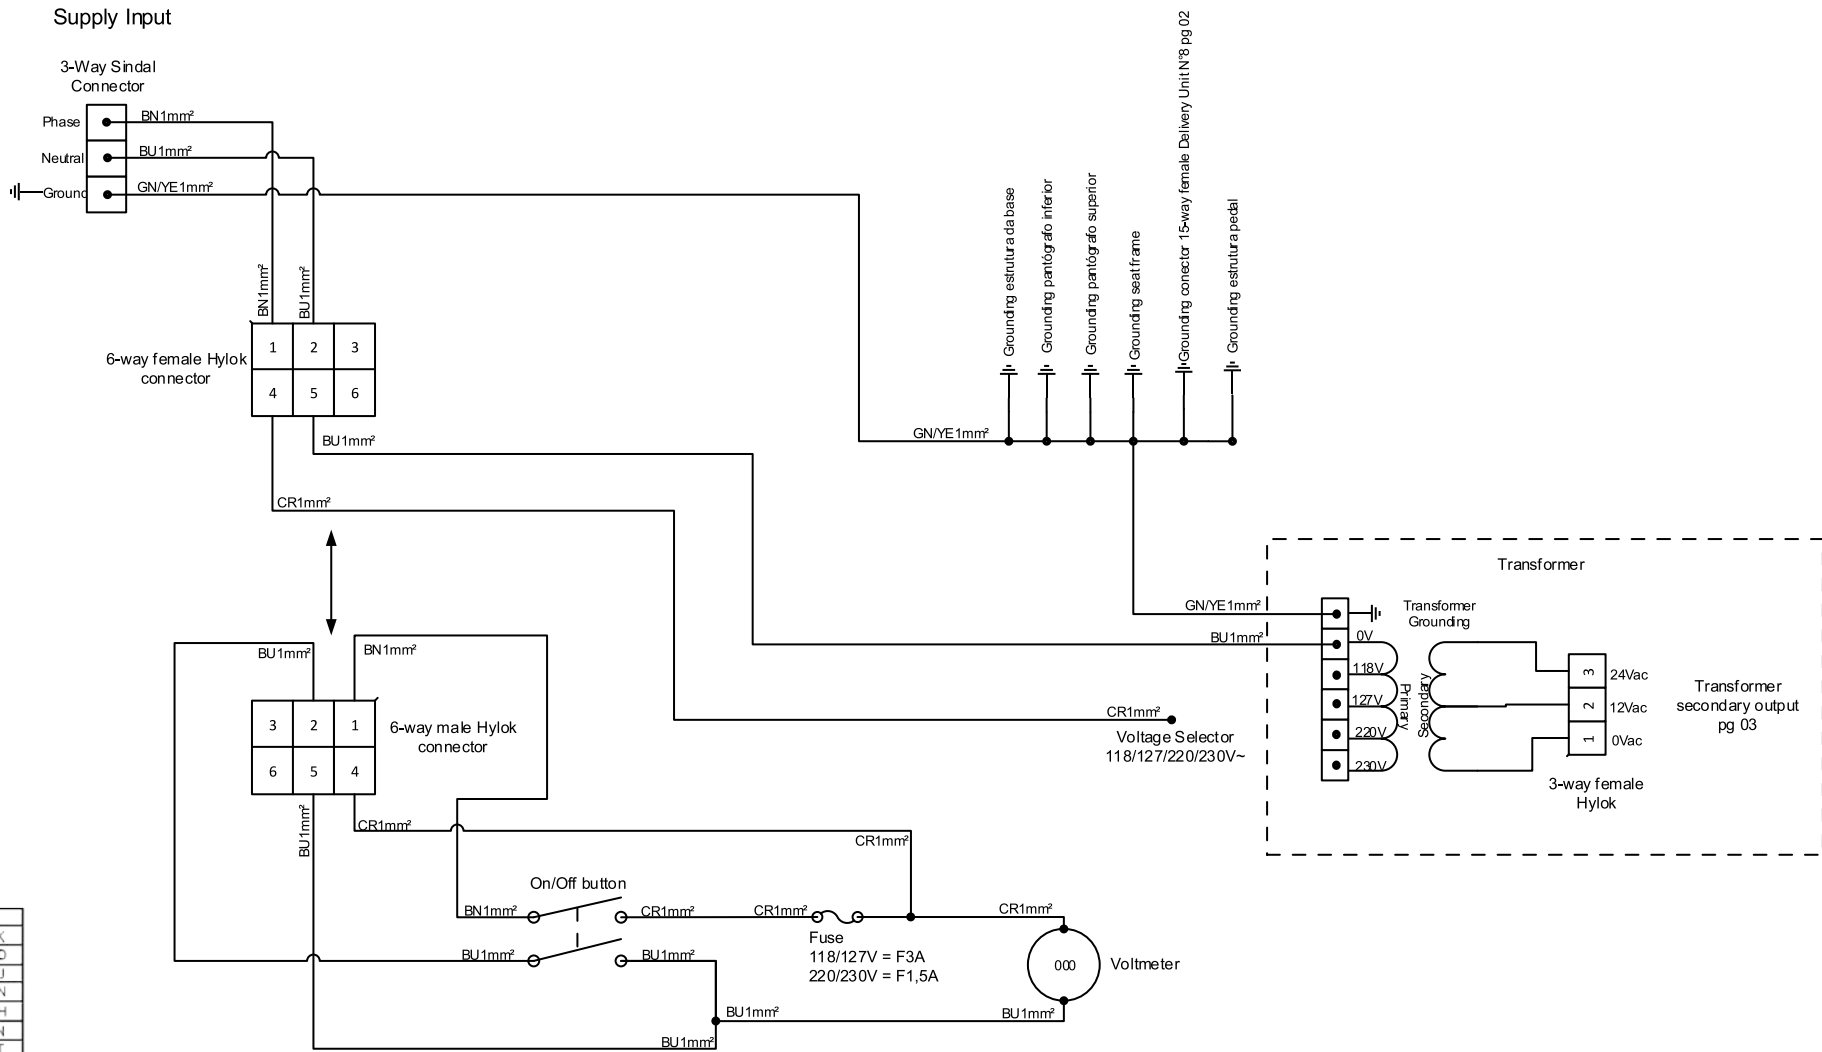 Supply Input
3-Way Sindal
Connector
Phase
BN1mm²
Neutral
BU1mm²
Ground
GN/YE1mm²
BN1mm²
BU1mm²
6-way female Hylok
connector
1 2 3
4 5 6
BU1mm²
CR1mm²
GN/YE1mm²
Grounding estrutura da base
Grounding pantógrafo inferior
Grounding pantógrafo superior
Grounding seat frame
Grounding conector 15-way female Delivery Unit N°8 pg 02
Grounding estrutura pedal
Transformer
GN/YE1mm²
Transformer
Grounding
BU1mm²
0V
118V
127V
220V
230V
Primary
Secondary
3 24Vac
2 12Vac
1 0Vac
Transformer
secondary output
pg 03
3-way female
Hylok
CR1mm²
Voltage Selector
118/127/220/230V~
BU1mm²
BN1mm²
3 2 1
6 5 4
6-way male Hylok
connector
BU1mm²
CR1mm²
CR1mm²
On/Off button
BN1mm²
CR1mm²
CR1mm²
CR1mm²
Fuse
118/127V = F3A
220/230V = F1,5A
BU1mm²
BU1mm²
000
Voltmeter
BU1mm²
BU1mm²
BU1mm²